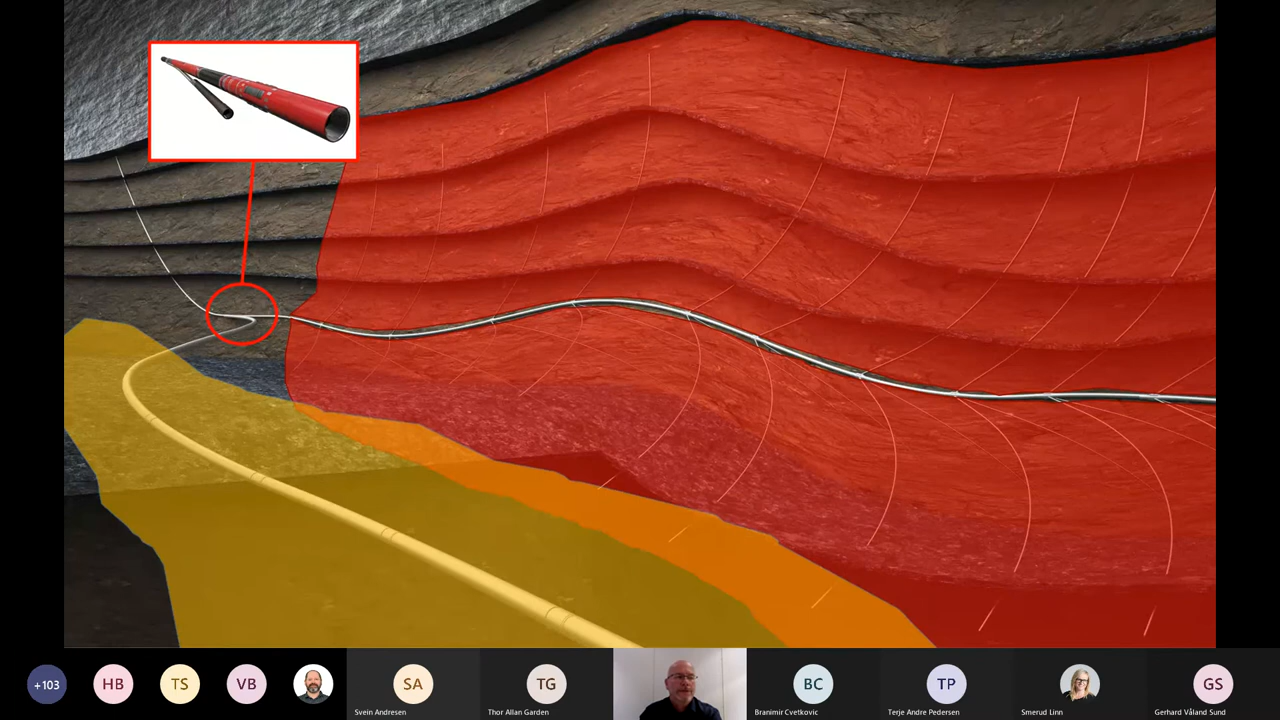 +103
HB
TS
VB
SA
Svein Andresen
TG
Thor Allan Garden
BC
Branimir Cvetkovic
TP
Terje Andre Pedersen
Smerud Linn
GS
Gerhard Våland Sund